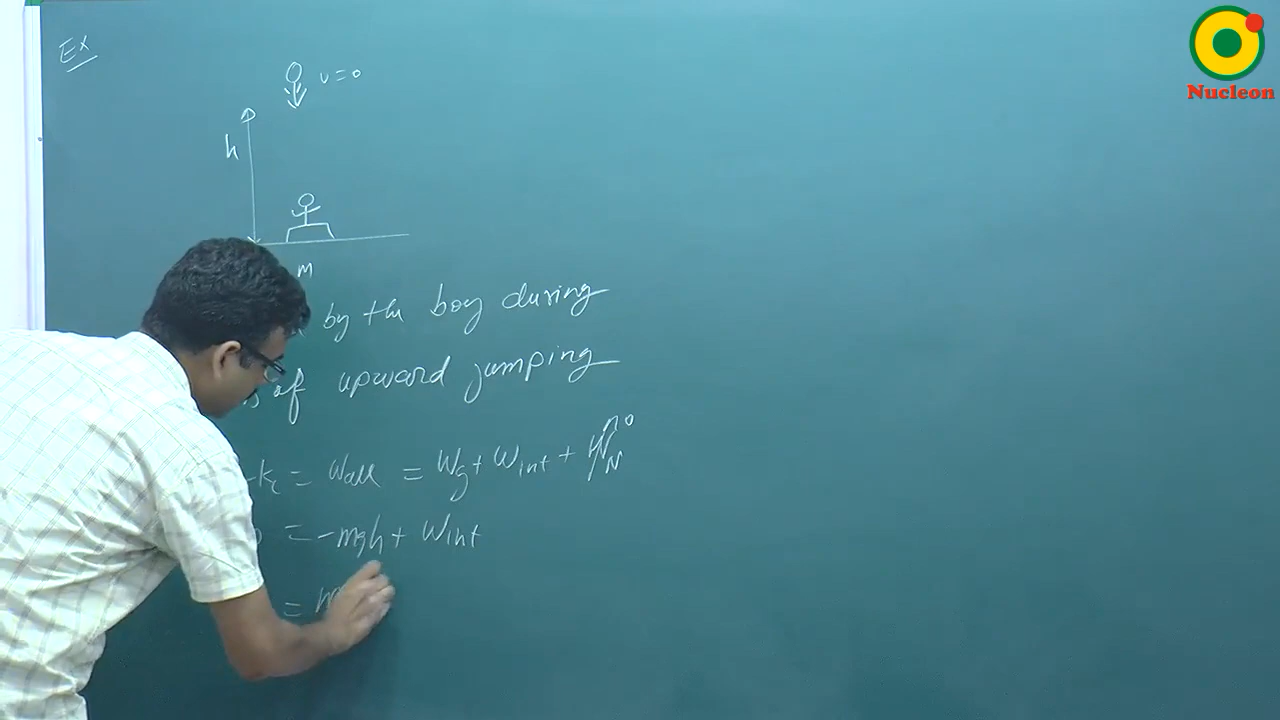 Ex
v=0
h
m
by the boy during
of upward jumping
= Wall = Wg + Wint + WN
= -mgh + Wint
=
Nucleon